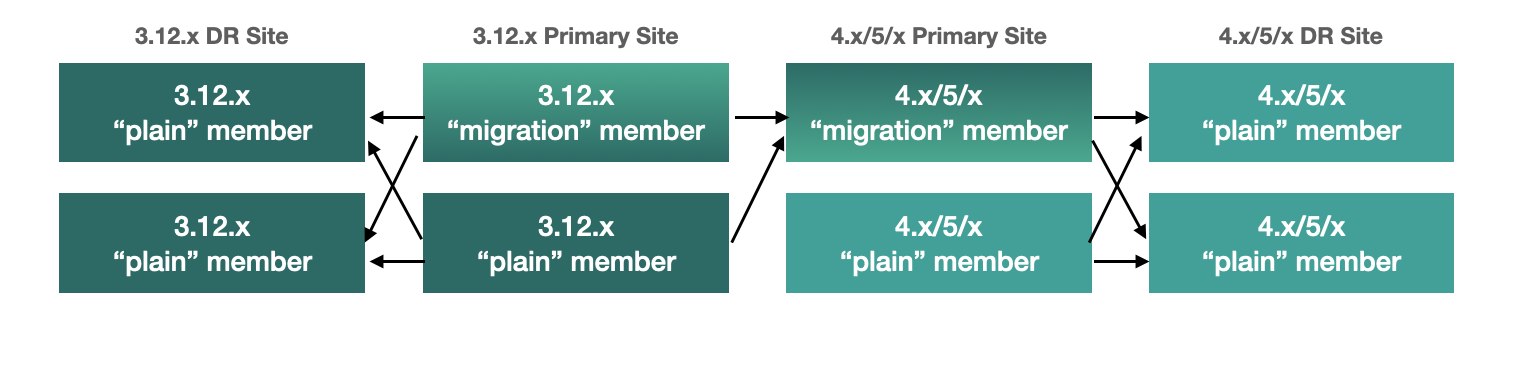 3.12.x DR Site
3.12.x Primary Site
4.x/5/x Primary Site
4.x/5/x DR Site
3.12.x
“plain” member
3.12.x
“migration” member
4.x/5/x
“migration” member
4.x/5/x
“plain” member
3.12.x
“plain” member
3.12.x
“plain” member
4.x/5/x
“plain” member
4.x/5/x
“plain” member